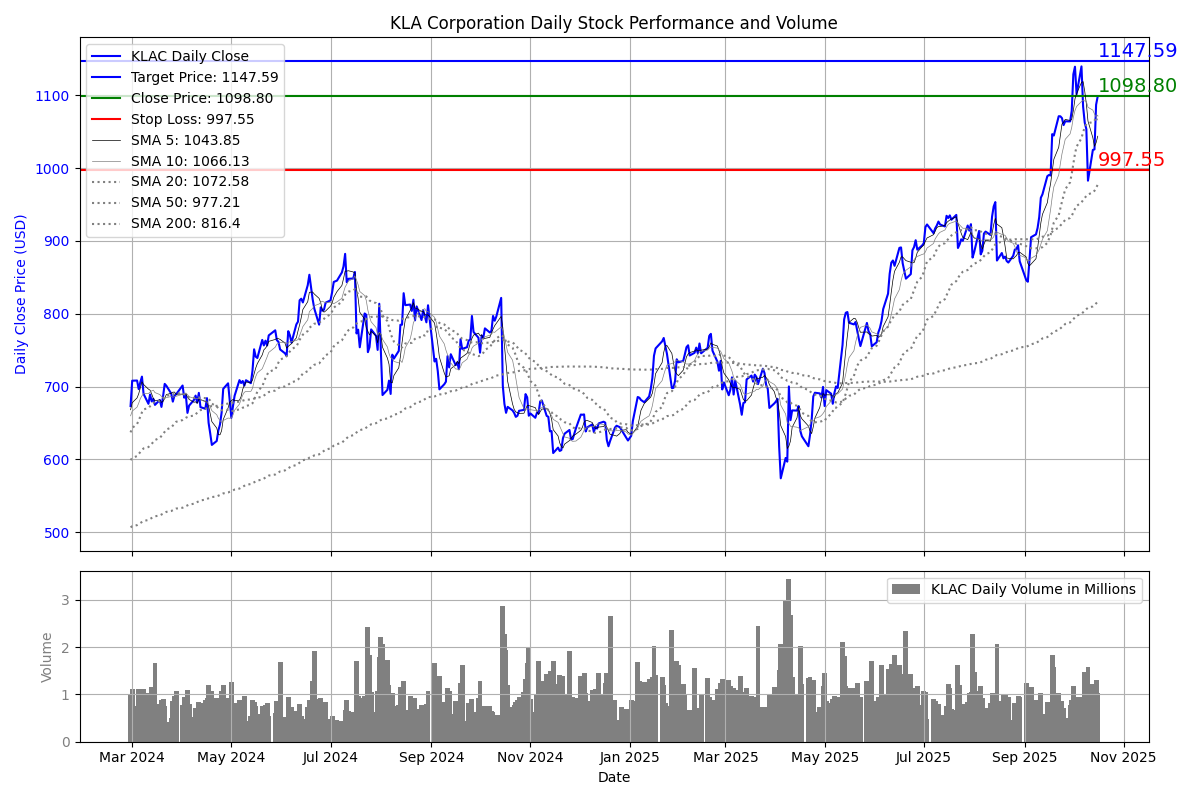 KLA Corporation Daily Stock Performance and Volume
KLAC Daily Close
Target Price: 1147.59
Close Price: 1098.80
Stop Loss: 997.55
SMA 5: 1043.85
SMA 10: 1066.13
SMA 20: 1072.58
SMA 50: 977.21
SMA 200: 816.4
1147.59
1098.80
997.55
Daily Close Price (USD)
1100
1000
900
800
700
600
500
KLAC Daily Volume in Millions
Volume
3
2
1
0
Mar 2024 May 2024 Jul 2024 Sep 2024 Nov 2024 Jan 2025 Mar 2025 May 2025 Jul 2025 Sep 2025 Nov 2025
Date